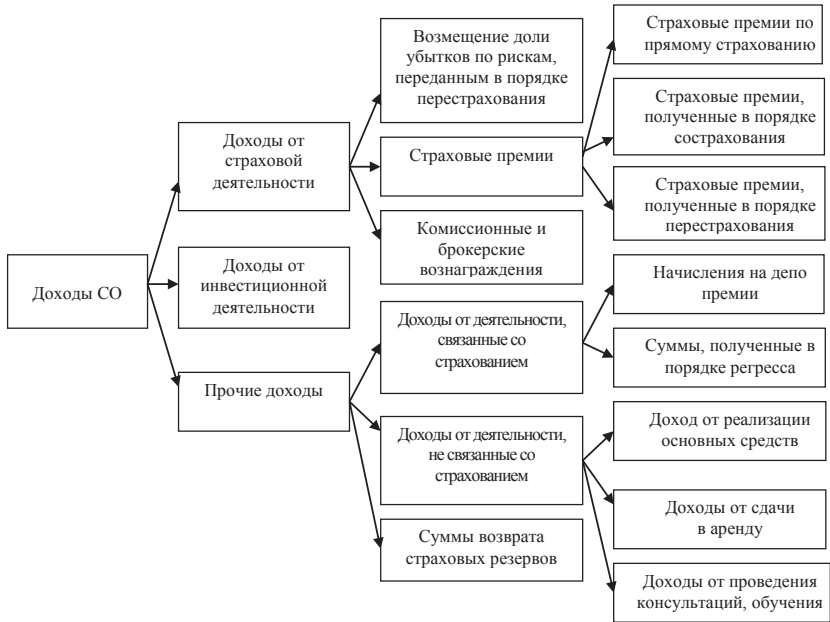 Доходы СО
Доходы от
страховой
деятельности
Доходы от
инвестиционной
деятельности
Прочие доходы
Возмещение доли
убытков по рискам,
переданным в порядке
перестрахования
Страховые премии
Комиссионные и
брокерские
вознаграждения
Доходы от деятельности,
связанные со
страхованием
Доходы от деятельности,
не связанные со
страхованием
Суммы возврата
страховых резервов
Страховые премии по
прямому страхованию
Страховые премии,
полученные в порядке
сострахования
Страховые премии,
полученные в порядке
перестрахования
Начисления на депо
премии
Суммы, полученные в
порядке регресса
Доход от реализации
основных средств
Доходы от сдачи
в аренду
Доходы от проведения
консультаций, обучения